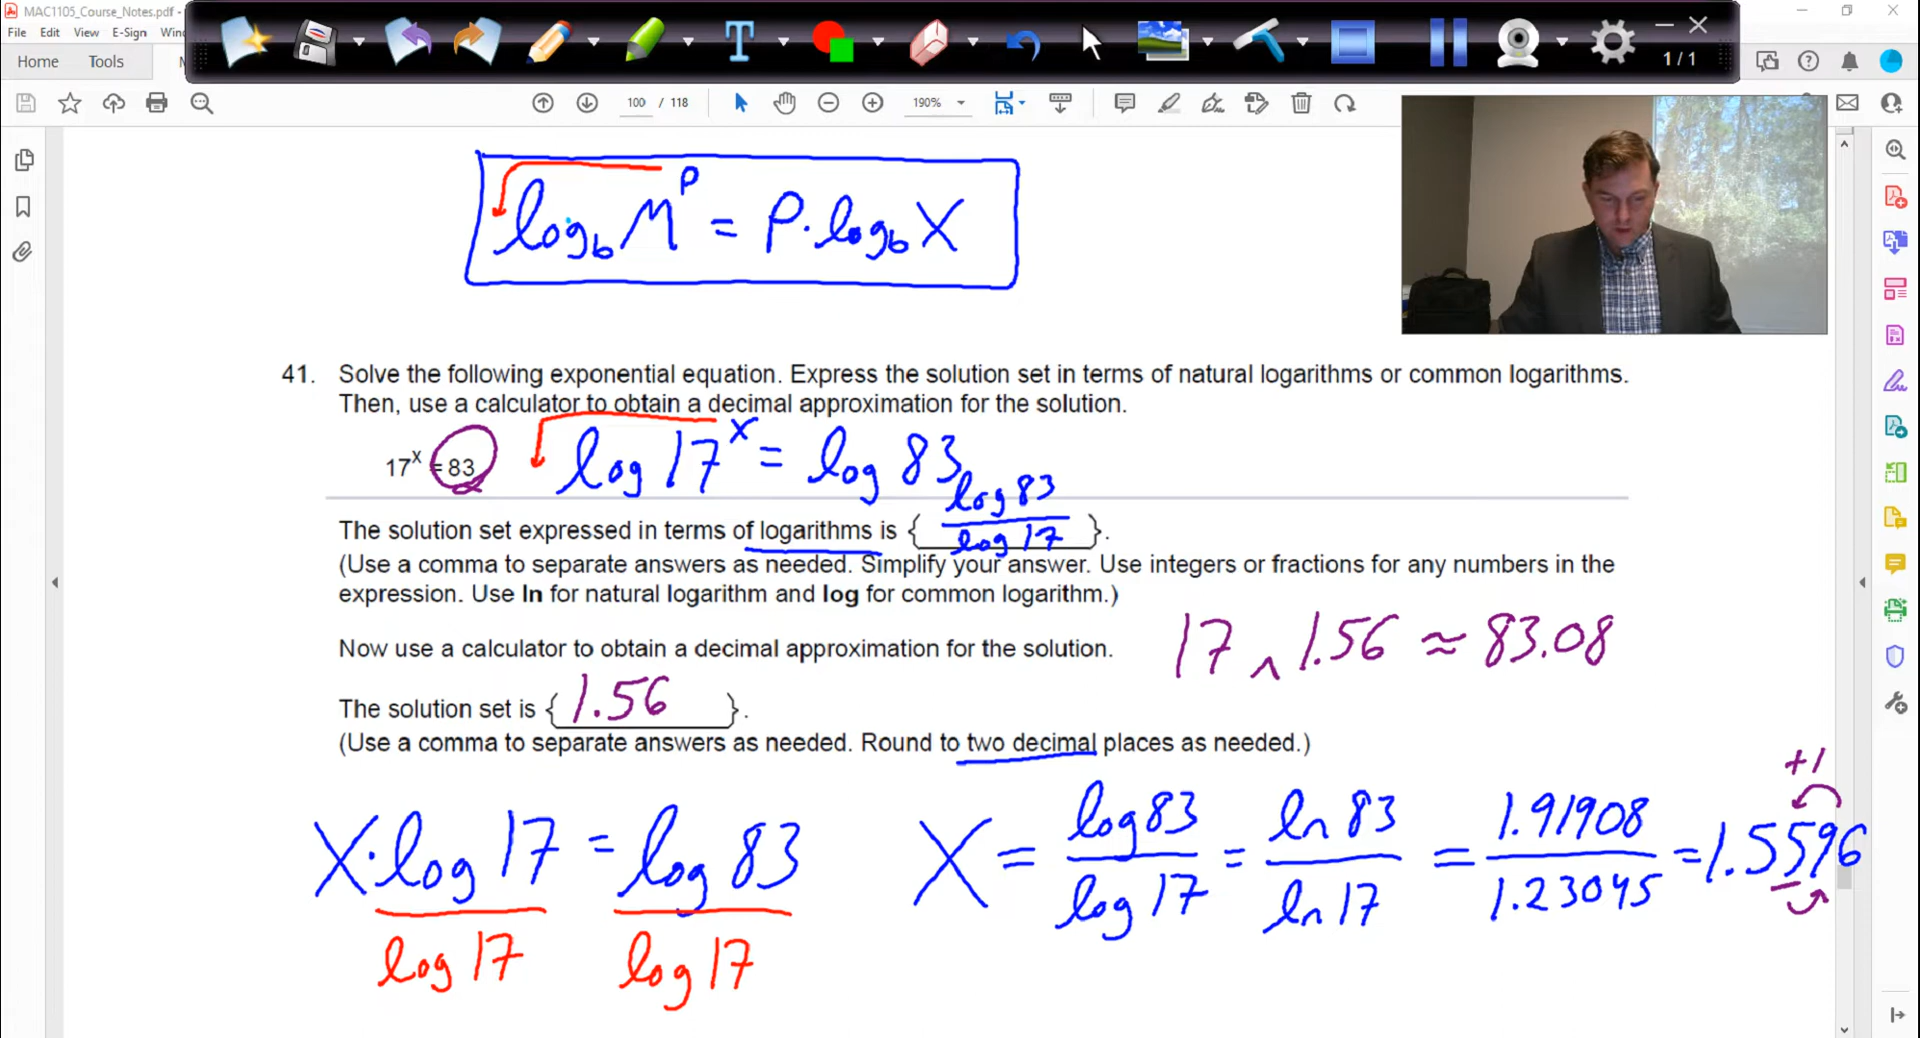 MAC1105_Course_Notes.pdf -
File Edit View E-Sign
Home Tools
1 / 1
100 / 118
190%
log_b M^P = P · log_b X
41. Solve the following exponential equation. Express the solution set in terms of natural logarithms or common logarithms.
Then, use a calculator to obtain a decimal approximation for the solution.
17^x = 83 log 17^x = log 83
The solution set expressed in terms of logarithms is { log 83 / log 17 }.
(Use a comma to separate answers as needed. Simplify your answer. Use integers or fractions for any numbers in the
expression. Use ln for natural logarithm and log for common logarithm.)
17 ^ 1.56 ≈ 83.08
Now use a calculator to obtain a decimal approximation for the solution.
The solution set is { 1.56 }.
(Use a comma to separate answers as needed. Round to two decimal places as needed.)
+1
X · log 17 = log 83
log 17 log 17
X = log 83 / log 17 = ln 83 / ln 17 = 1.91908 / 1.23045 = 1.5596